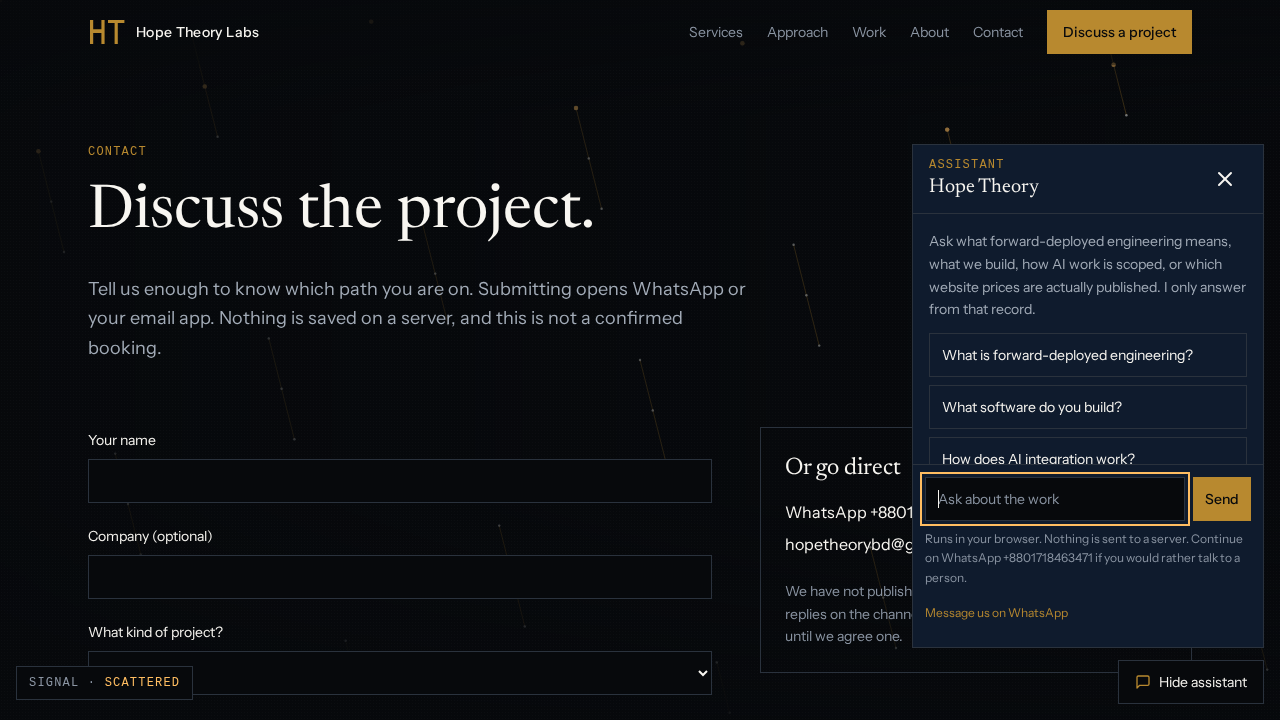 HT Hope Theory Labs
Services Approach Work About Contact Discuss a project
CONTACT
Discuss the project.
Tell us enough to know which path you are on. Submitting opens WhatsApp or
your email app. Nothing is saved on a server, and this is not a confirmed
booking.
Your name
Company (optional)
What kind of project?
Or go direct
WhatsApp +8801
hopetheorybd@g
We have not publish
replies on the chann
until we agree one.
ASSISTANT
Hope Theory
Ask what forward-deployed engineering means,
what we build, how AI work is scoped, or which
website prices are actually published. I only answer
from that record.
What is forward-deployed engineering?
What software do you build?
How does AI integration work?
Ask about the work
Send
Runs in your browser. Nothing is sent to a server. Continue
on WhatsApp +8801718463471 if you would rather talk to a
person.
Message us on WhatsApp
SIGNAL · SCATTERED
Hide assistant